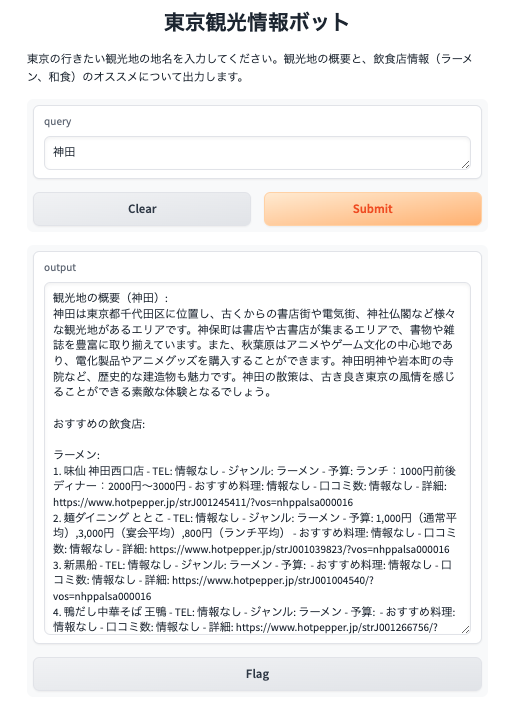 東京観光情報ボット
東京の行きたい観光地の地名を入力してください。観光地の概要と、飲食店情報（ラーメ
ン、和食）のオススメについて出力します。
query
神田
Clear
Submit
output
観光地の概要（神田）:
神田は東京都千代田区に位置し、古くからの書店街や電気街、神社仏閣など様々
な観光地があるエリアです。神保町は書店や古書店が集まるエリアで、書物や雑
誌を豊富に取り揃えています。また、秋葉原はアニメやゲーム文化の中心地であ
り、電化製品やアニメグッズを購入することができます。神田明神や岩本町の寺
院など、歴史的な建造物も魅力です。神田の散策は、古き良き東京の風情を感じ
ることができる素敵な体験となるでしょう。
おすすめの飲食店:
ラーメン:
1. 味仙 神田西口店 - TEL: 情報なし - ジャンル: ラーメン - 予算: ランチ：1000円前後
ディナー：2000円～3000円 - おすすめ料理: 情報なし - 口コミ数: 情報なし - 詳細:
https://www.hotpepper.jp/strJ001245411/?vos=nhppalsa000016
2. 麺ダイニング ととこ - TEL: 情報なし - ジャンル: ラーメン - 予算: 1,000円（通常平
均）,3,000円（宴会平均）,800円（ランチ平均） - おすすめ料理: 情報なし - 口コミ
数: 情報なし - 詳細: https://www.hotpepper.jp/strJ001039823/?vos=nhppalsa000016
3. 新黒船 - TEL: 情報なし - ジャンル: ラーメン - 予算: - おすすめ料理: 情報なし - 口
コミ数: 情報なし - 詳細: https://www.hotpepper.jp/strJ001004540/?
vos=nhppalsa000016
4. 鴨だし中華そば 王鴨 - TEL: 情報なし - ジャンル: ラーメン - 予算: - おすすめ料理:
情報なし - 口コミ数: 情報なし - 詳細: https://www.hotpepper.jp/strJ001266756/?
Flag